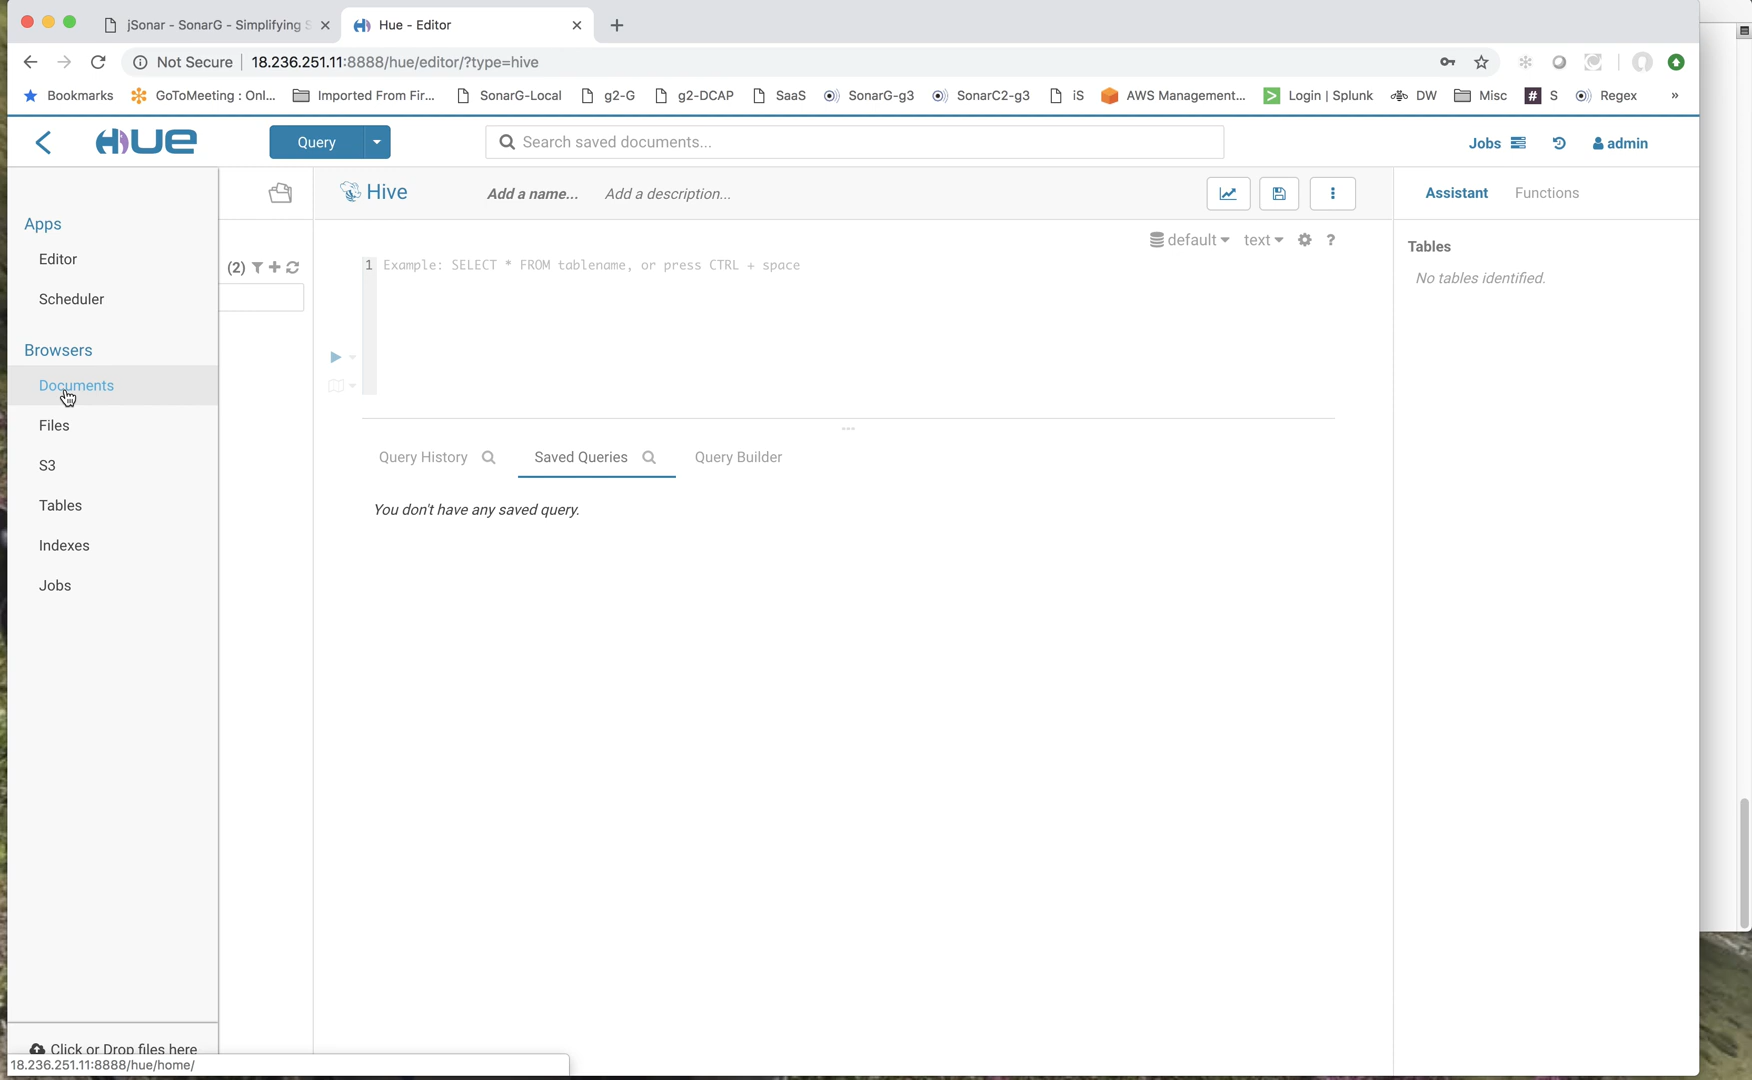 jSonar - SonarG - Simplifying S
Hue - Editor
Not Secure
18.236.251.11:8888/hue/editor/?type=hive
Bookmarks
GoToMeeting : Onl...
Imported From Fir...
SonarG-Local
g2-G
g2-DCAP
SaaS
SonarG-g3
SonarC2-g3
iS
AWS Management...
Login | Splunk
DW
Misc
# S
Regex
»
HUE
Query
Search saved documents...
Jobs
admin
Hive
Add a name...
Add a description...
Assistant
Functions
Apps
Editor
Scheduler
Browsers
Documents
Files
S3
Tables
Indexes
Jobs
(2)
default
text
?
1 Example: SELECT * FROM tablename, or press CTRL + space
Tables
No tables identified.
Query History
Saved Queries
Query Builder
You don't have any saved query.
Click or Drop files here
18.236.251.11:8888/hue/home/